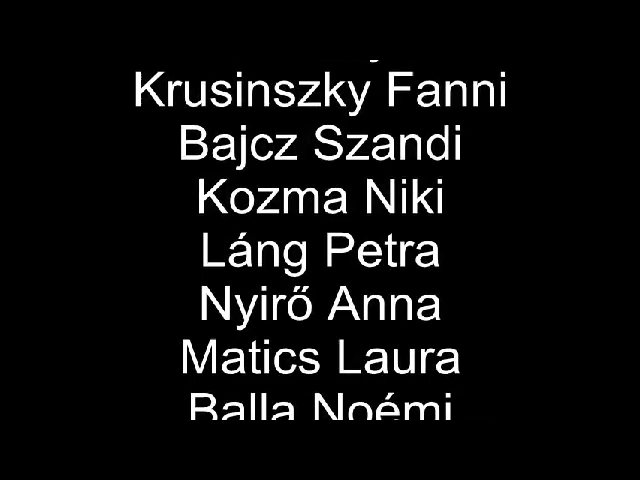 Krusinszky Fanni
Bajcz Szandi
Kozma Niki
Láng Petra
Nyirő Anna
Matics Laura
Balla Noémi